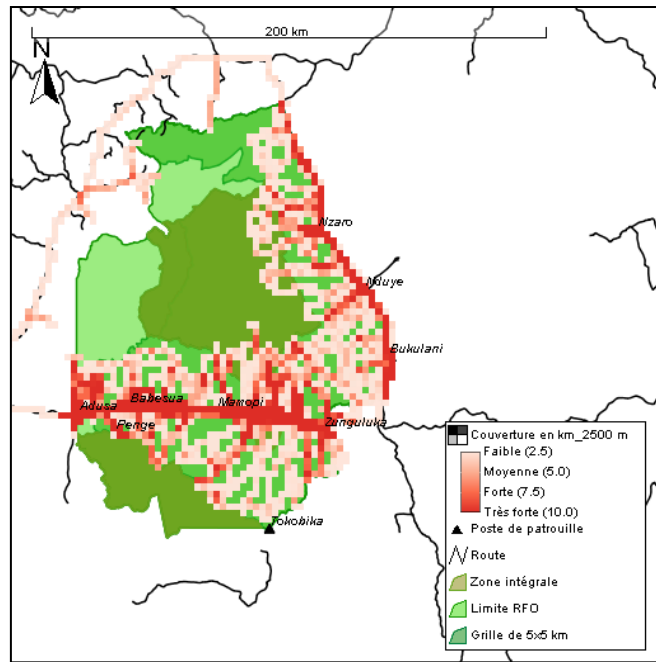 200 km
N
Nzaro
Nduye
Bukulani
Babesua
Adusa
Mamopi
Penge
Zunguluka
Tokobika
Couverture en km_2500 m
Faible (2.5)
Moyenne (5.0)
Forte (7.5)
Très forte (10.0)
Poste de patrouille
Route
Zone intégrale
Limite RFO
Grille de 5x5 km